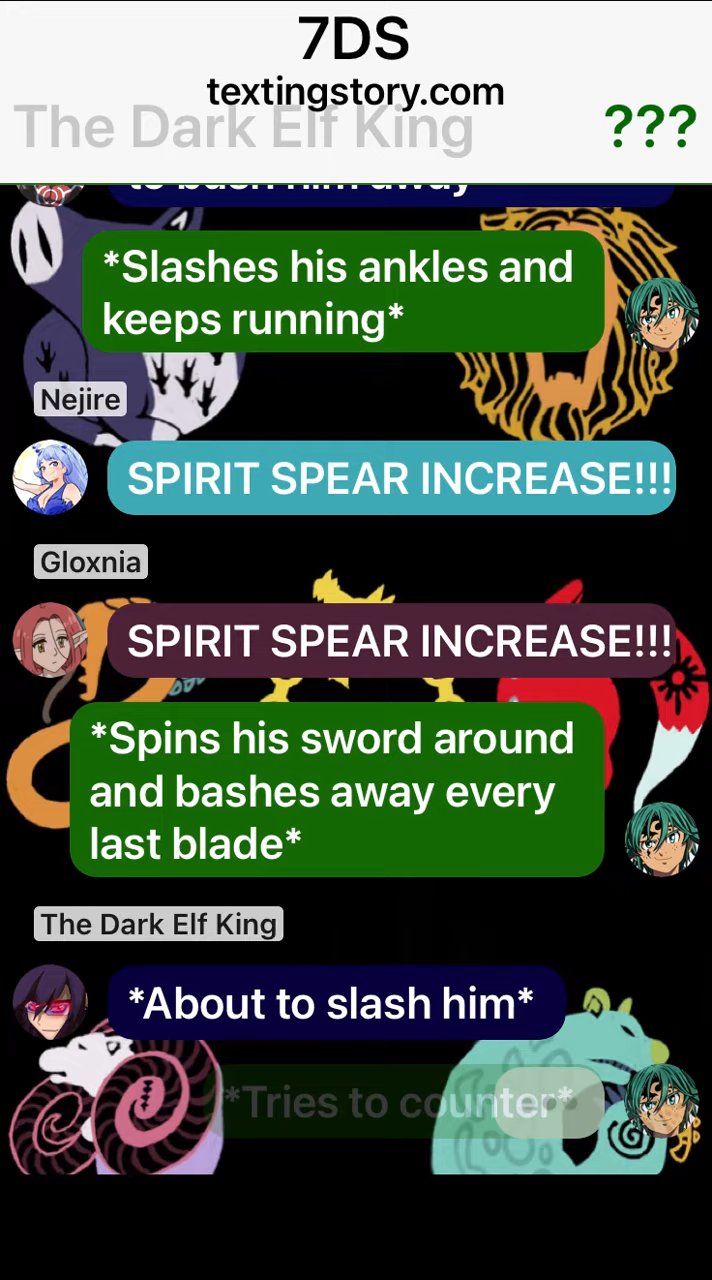 7DS
textingstory.com
The Dark Elf King
???
*Slashes his ankles and
keeps running*
Nejire
SPIRIT SPEAR INCREASE!!!
Gloxnia
SPIRIT SPEAR INCREASE!!!
*Spins his sword around
and bashes away every
last blade*
The Dark Elf King
*About to slash him*
*Tries to counter*